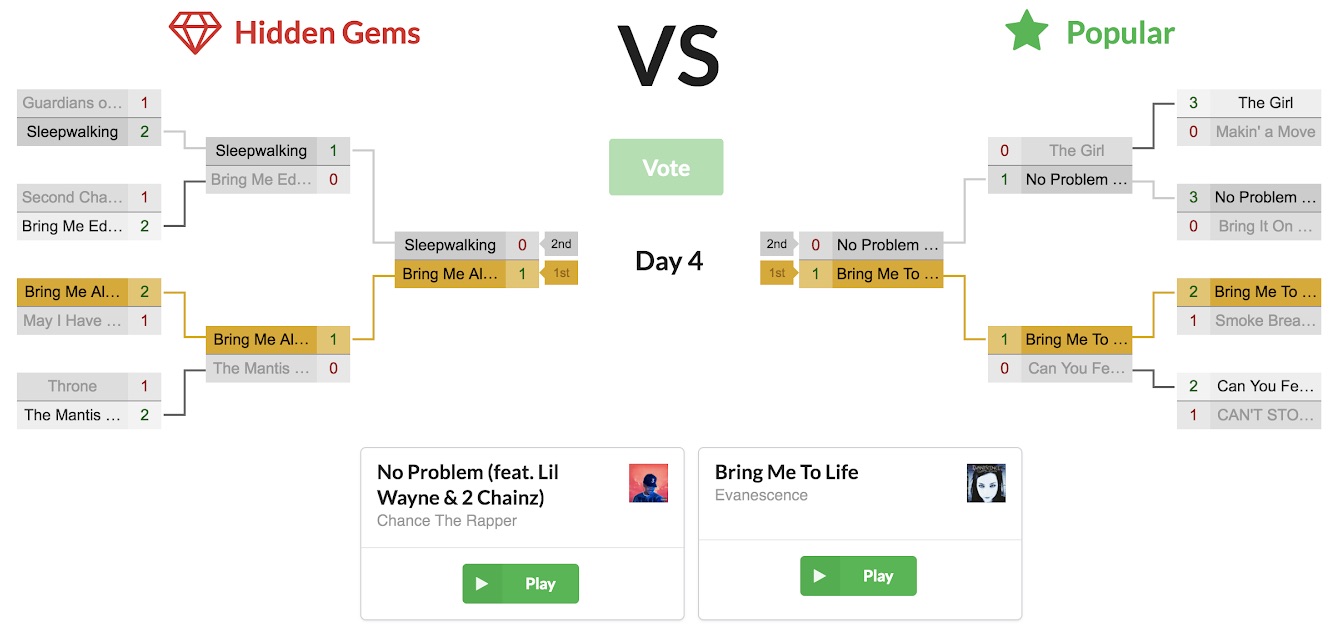 Hidden Gems
VS
Popular
Guardians o... 1
Sleepwalking 2
Second Cha... 1
Bring Me Ed... 2
Bring Me Al... 2
May I Have ... 1
Throne 1
The Mantis ... 2
Sleepwalking 1
Bring Me Ed... 0
Bring Me Al... 1
The Mantis ... 0
Sleepwalking 0 2nd
Bring Me Al... 1 1st
Vote
Day 4
2nd 0 No Problem ...
1st 1 Bring Me To ...
0 The Girl
1 No Problem ...
1 Bring Me To ...
0 Can You Fe...
3 The Girl
0 Makin' a Move
3 No Problem ...
0 Bring It On ...
2 Bring Me To ...
1 Smoke Brea...
2 Can You Fe...
1 CAN'T STO...
No Problem (feat. Lil
Wayne & 2 Chainz)
Chance The Rapper
Play
Bring Me To Life
Evanescence
Play